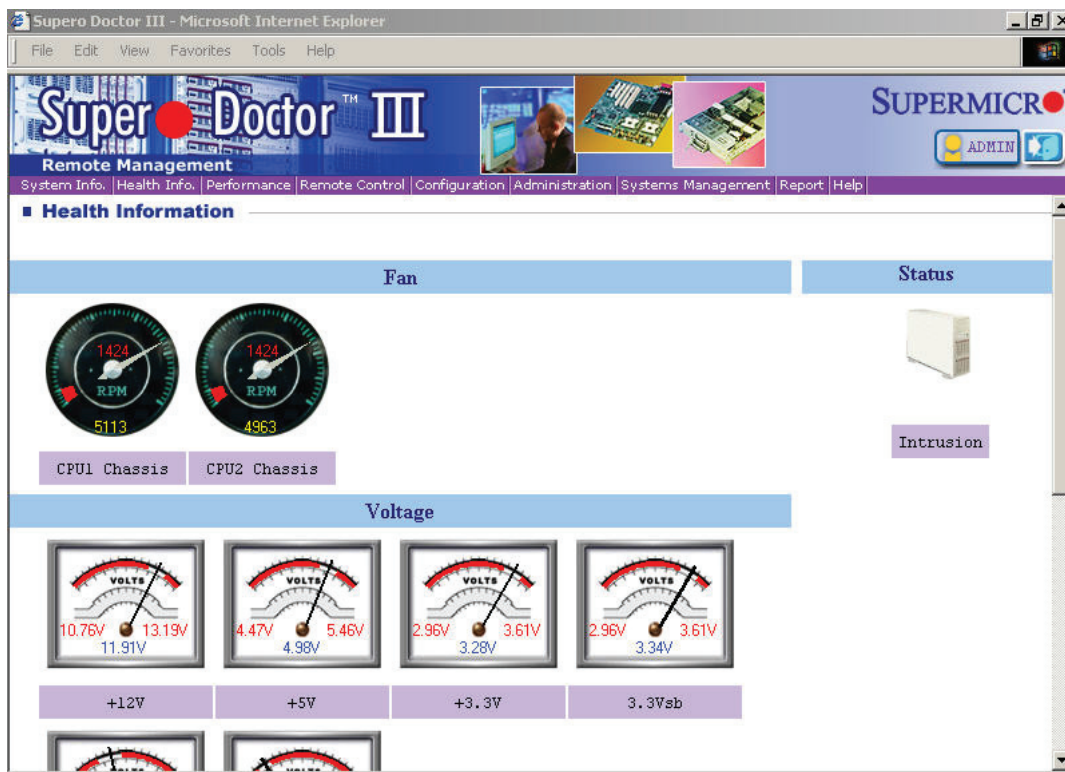 Supero Doctor III - Microsoft Internet Explorer
File Edit View Favorites Tools Help
Super Doctor™ III
SUPERMICR
ADMIN
Remote Management
System Info. Health Info. Performance Remote Control Configuration Administration Systems Management Report Help
Health Information
Fan
Status
1424 1424
RPM RPM
5113 4963
CPU1 Chassis CPU2 Chassis
Intrusion
Voltage
VOLTS VOLTS VOLTS VOLTS
10.76V 13.19V 4.47V 5.46V 2.96V 3.61V 2.96V 3.61V
11.91V 4.98V 3.28V 3.34V
+12V +5V +3.3V 3.3Vsb